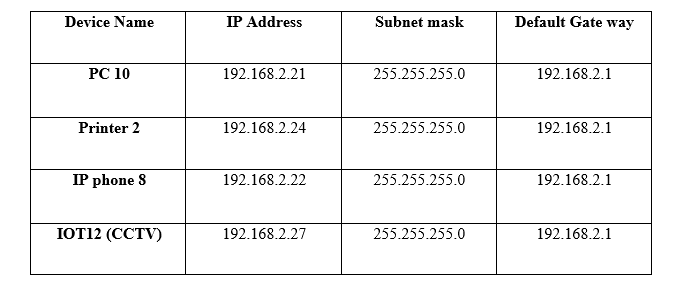 Device Name IP Address Subnet mask Default Gate way
PC 10 192.168.2.21 255.255.255.0 192.168.2.1
Printer 2 192.168.2.24 255.255.255.0 192.168.2.1
IP phone 8 192.168.2.22 255.255.255.0 192.168.2.1
IOT12 (CCTV) 192.168.2.27 255.255.255.0 192.168.2.1